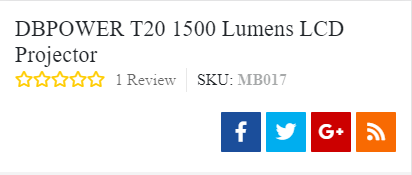 DBPOWER T20 1500 Lumens LCD
Projector
1 Review SKU: MB017
f G+